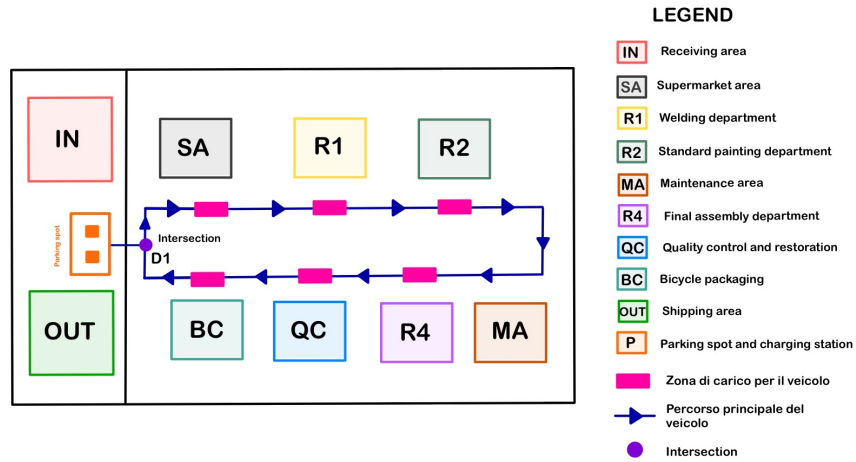 LEGEND
IN Receiving area
SA Supermarket area
R1 Welding department
R2 Standard painting department
MA Maintenance area
R4 Final assembly department
QC Quality control and restoration
BC Bicycle packaging
OUT Shipping area
P Parking spot and charging station
Zona di carico per il veicolo
Percorso principale del
veicolo
Intersection
IN
SA
R1
R2
Parking spot
Intersection
D1
OUT
BC
QC
R4
MA